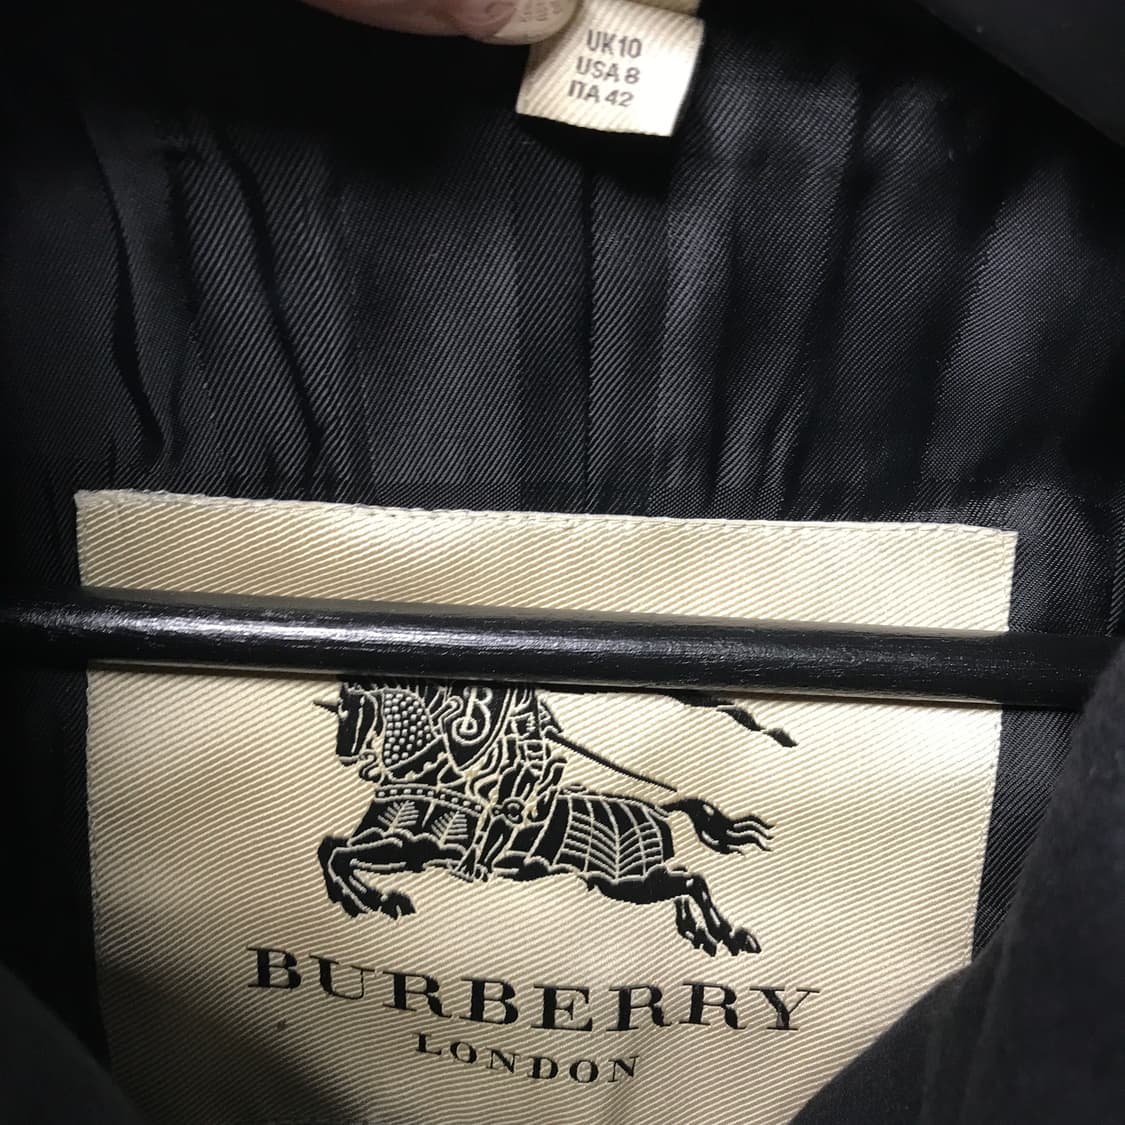 UK10
USA 8
ITA 42
B
BURBERRY
LONDON